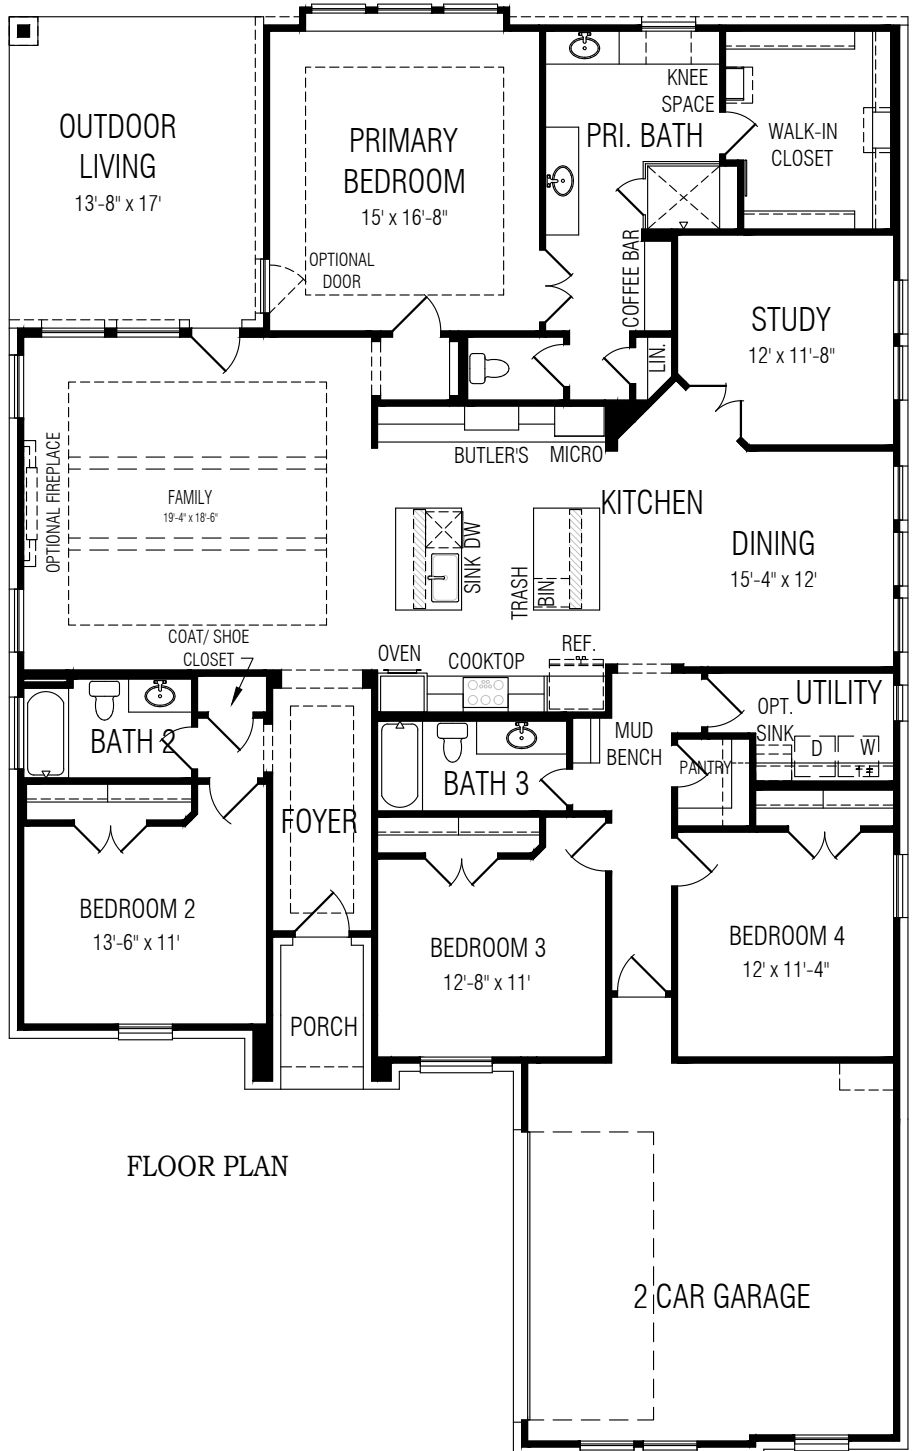 OUTDOOR
LIVING
13'-8" x 17'
PRIMARY
BEDROOM
15' x 16'-8"
OPTIONAL
DOOR
KNEE
SPACE
PRI. BATH
WALK-IN
CLOSET
COFFEE BAR
LIN.
STUDY
12' x 11'-8"
OPTIONAL FIREPLACE
FAMILY
19'-4" x 18'-6"
BUTLER'S
MICRO
KITCHEN
SINK DW
TRASH
BIN
DINING
15'-4" x 12'
COAT/ SHOE
CLOSET
OVEN
COOKTOP
REF.
BATH 2
BATH 3
MUD
BENCH
UTILITY
OPT.
SINK
D
W
PANTRY
FOYER
BEDROOM 2
13'-6" x 11'
BEDROOM 3
12'-8" x 11'
BEDROOM 4
12' x 11'-4"
PORCH
FLOOR PLAN
2 CAR GARAGE